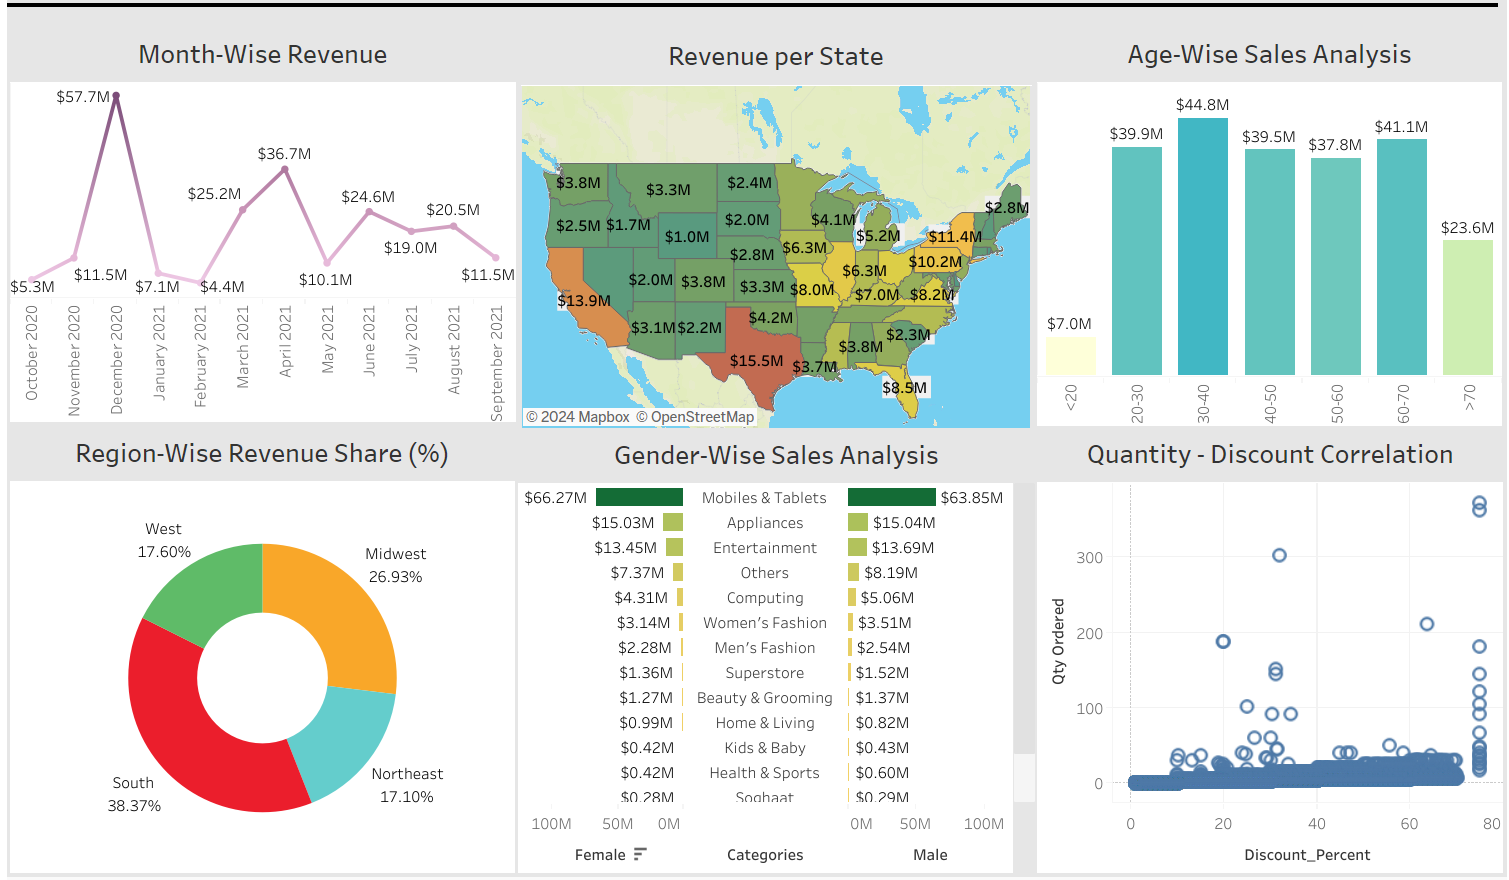 Month-Wise Revenue
$57.7M
$36.7M
$25.2M
$24.6M
$20.5M
$19.0M
$5.3M
$11.5M
$7.1M
$4.4M
$10.1M
$11.5M
October 2020
November 2020
December 2020
January 2021
February 2021
March 2021
April 2021
May 2021
June 2021
July 2021
August 2021
September 2021
Revenue per State
$3.8M
$3.3M
$2.4M
$2.8M
$2.5M
$1.7M
$2.0M
$4.1M
$1.0M
$5.2M
$11.4M
$2.8M
$6.3M
$10.2M
$2.0M
$3.8M
$3.3M
$8.0M
$6.3M
$7.0M
$8.2M
$13.9M
$3.1M
$2.2M
$4.2M
$3.8M
$2.3M
$15.5M
$3.7M
$8.5M
© 2024 Mapbox © OpenStreetMap
Age-Wise Sales Analysis
$7.0M
$39.9M
$44.8M
$39.5M
$37.8M
$41.1M
$23.6M
<20
20-30
30-40
40-50
50-60
60-70
>70
Region-Wise Revenue Share (%)
West
17.60%
Midwest
26.93%
South
38.37%
Northeast
17.10%
Gender-Wise Sales Analysis
$66.27M Mobiles & Tablets $63.85M
$15.03M Appliances $15.04M
$13.45M Entertainment $13.69M
$7.37M Others $8.19M
$4.31M Computing $5.06M
$3.14M Women's Fashion $3.51M
$2.28M Men's Fashion $2.54M
$1.36M Superstore $1.52M
$1.27M Beauty & Grooming $1.37M
$0.99M Home & Living $0.82M
$0.42M Kids & Baby $0.43M
$0.42M Health & Sports $0.60M
$0.28M Soghaat $0.29M
100M 50M 0M 0M 50M 100M
Female Categories Male
Quantity - Discount Correlation
Qty Ordered
300
200
100
0
0 20 40 60 80
Discount_Percent